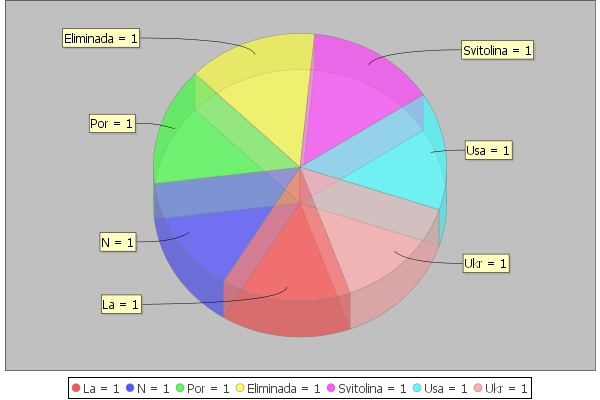 Eliminada = 1
Svitolina = 1
Por = 1
Usa = 1
N = 1
Ukr = 1
La = 1
La = 1 N = 1 Por = 1 Eliminada = 1 Svitolina = 1 Usa = 1 Ukr = 1